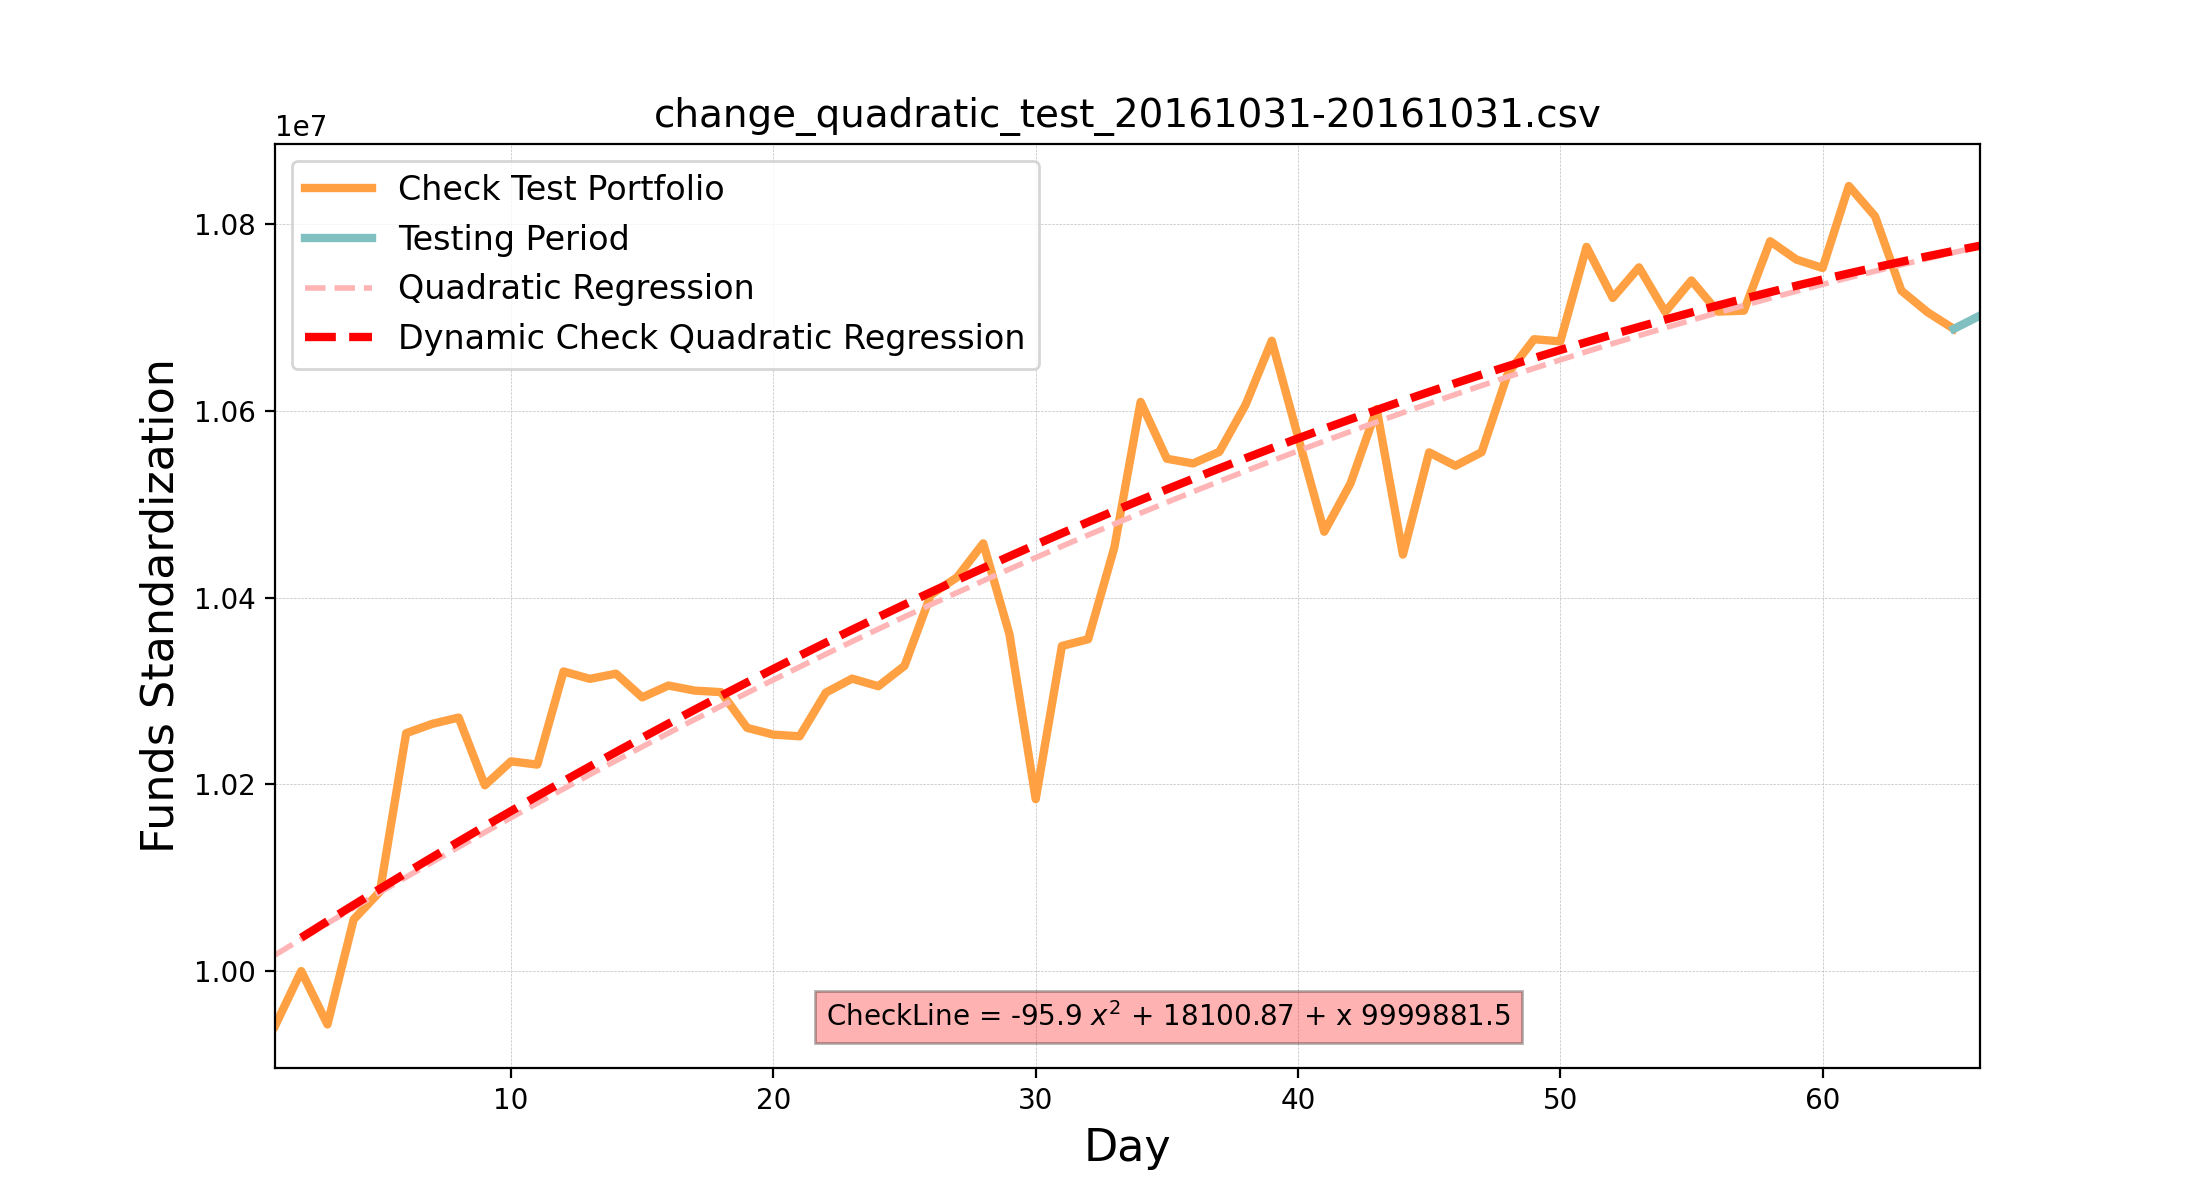 change_quadratic_test_20161031-20161031.csv
1e7
Check Test Portfolio
Testing Period
Quadratic Regression
Dynamic Check Quadratic Regression
1.08
1.06
1.04
1.02
1.00
Funds Standardization
CheckLine = -95.9 x² + 18100.87 + x 9999881.5
10 20 30 40 50 60
Day